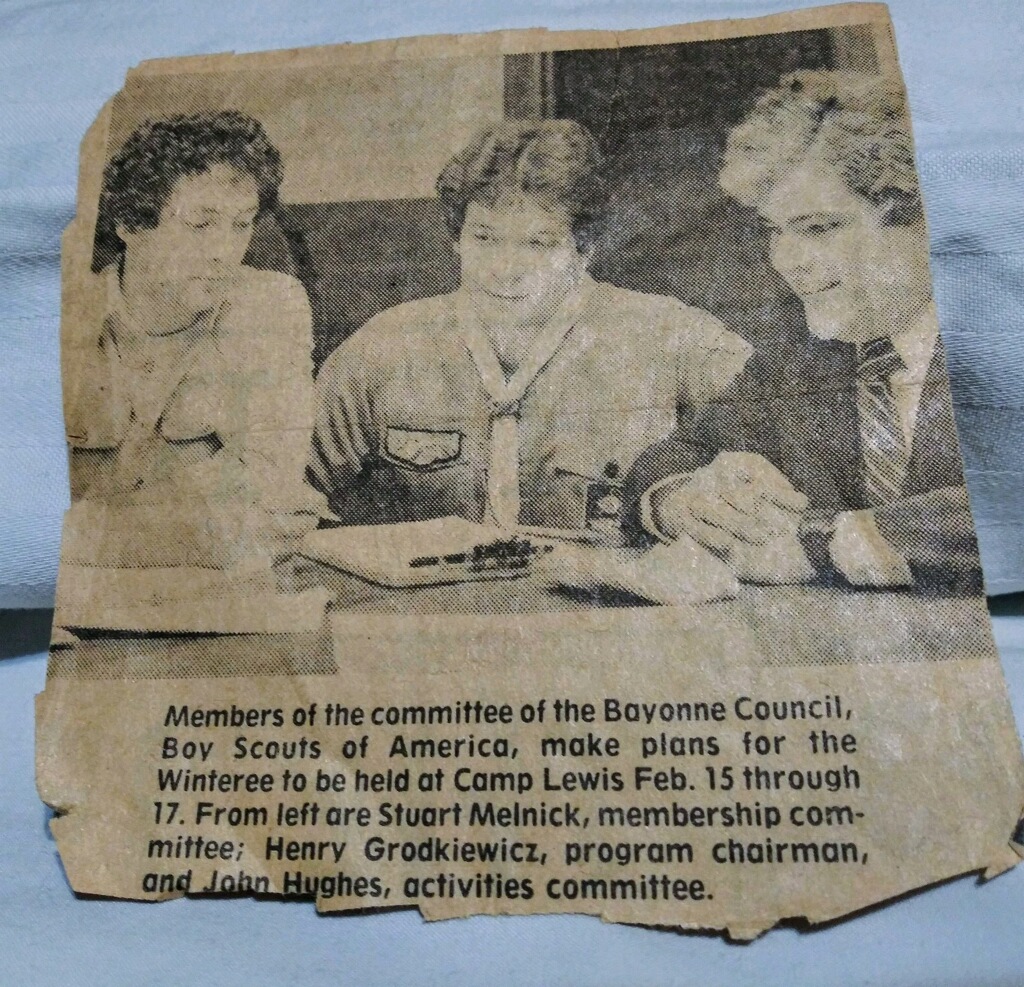 Members of the committee of the Bayonne Council,
Boy Scouts of America, make plans for the
Winteree to be held at Camp Lewis Feb. 15 through
17. From left are Stuart Melnick, membership com-
mittee; Henry Grodkiewicz, program chairman,
and John Hughes, activities committee.